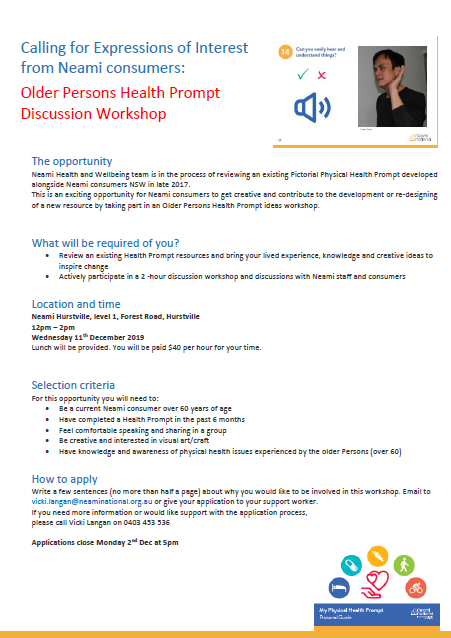 Calling for Expressions of Interest
from Neami consumers:
Older Persons Health Prompt
Discussion Workshop
14
Can you easily hear and
understand things?
neami
national
The opportunity
Neami Health and Wellbeing team is in the process of reviewing an existing Pictorial Physical Health Prompt developed
alongside Neami consumers NSW in late 2017.
This is an exciting opportunity for Neami consumers to get creative and contribute to the development or re-designing
of a new resource by taking part in an Older Persons Health Prompt ideas workshop.
What will be required of you?
• Review an existing Health Prompt resources and bring your lived experience, knowledge and creative ideas to
inspire change
• Actively participate in a 2 -hour discussion workshop and discussions with Neami staff and consumers
Location and time
Neami Hurstville, level 1, Forest Road, Hurstville
12pm – 2pm
Wednesday 11th December 2019
Lunch will be provided. You will be paid $40 per hour for your time.
Selection criteria
For this opportunity you will need to:
• Be a current Neami consumer over 60 years of age
• Have completed a Health Prompt in the past 6 months
• Feel comfortable speaking and sharing in a group
• Be creative and interested in visual art/craft
• Have knowledge and awareness of physical health issues experienced by the older Persons (over 60)
How to apply
Write a few sentences (no more than half a page) about why you would like to be involved in this workshop. Email to
vicki.langan@neaminational.org.au or give your application to your support worker.
If you need more information or would like support with the application process,
please call Vicki Langan on 0403 453 536
Applications close Monday 2nd Dec at 5pm
My Physical Health Prompt
Pictorial Guide
neami
national